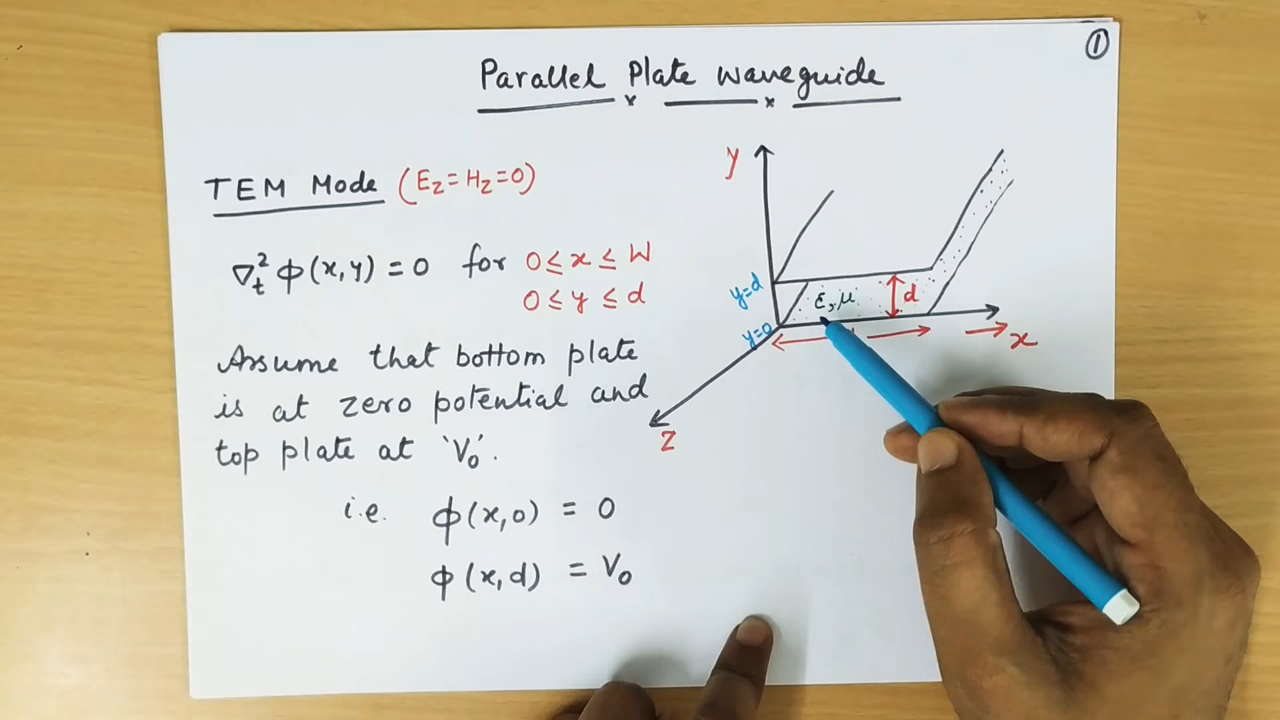 ①
Parallel Plate Waveguide
TEM Mode (Ez=Hz=0)
∇t²ϕ(x,y) = 0 for 0≤x≤W
0≤y≤d
Assume that bottom plate
is at zero potential and
top plate at 'V₀'.
i.e. ϕ(x,0) = 0
ϕ(x,d) = V₀
y
y=d
ε,μ
d
y=0
x
z